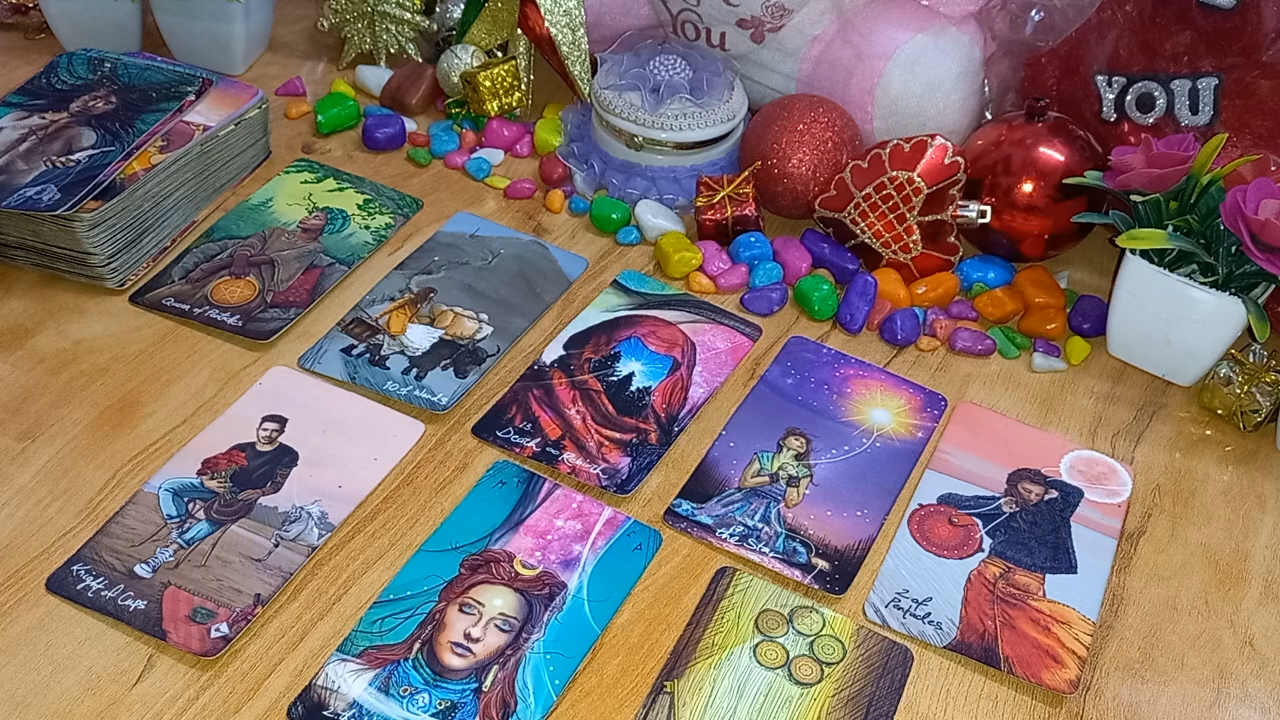 You
YOU
Queen of Pentacles
10 of wands
13.
Death ∞ Rebirth
17.
the Star
2 of
Pentacles
Knight of Cups